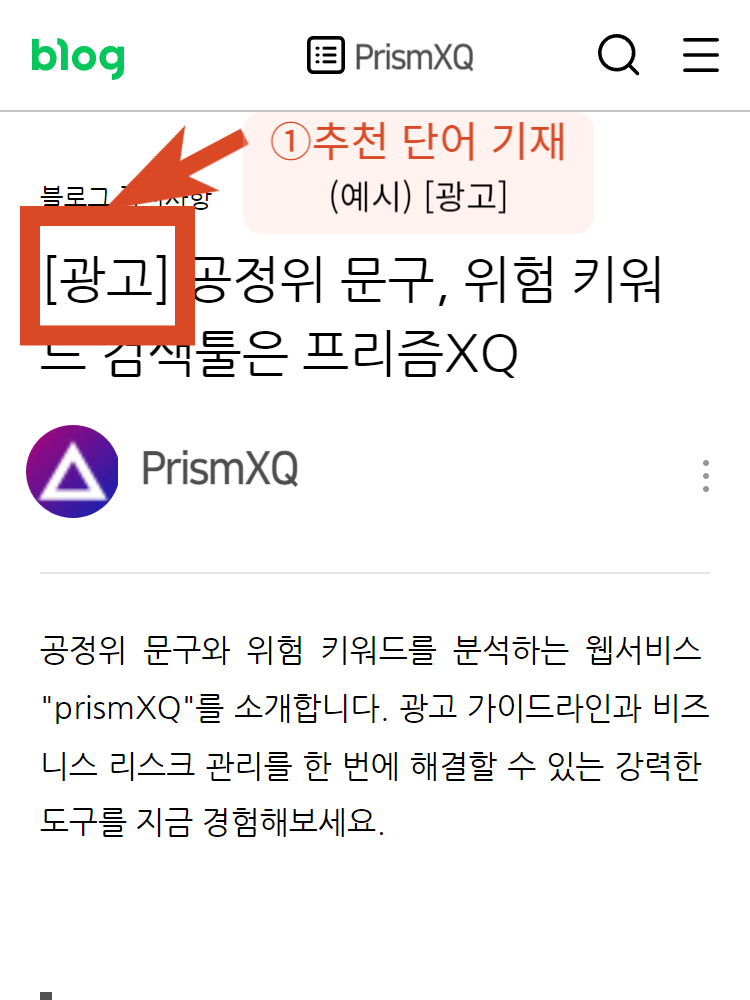 blog
PrismXQ
①추천 단어 기재
(예시) [광고]
블로그
[광고] 공정위 문구, 위험 키워
드 검색툴은 프리즘XQ
PrismXQ
공정위 문구와 위험 키워드를 분석하는 웹서비스
"prismXQ"를 소개합니다. 광고 가이드라인과 비즈
니스 리스크 관리를 한 번에 해결할 수 있는 강력한
도구를 지금 경험해보세요.